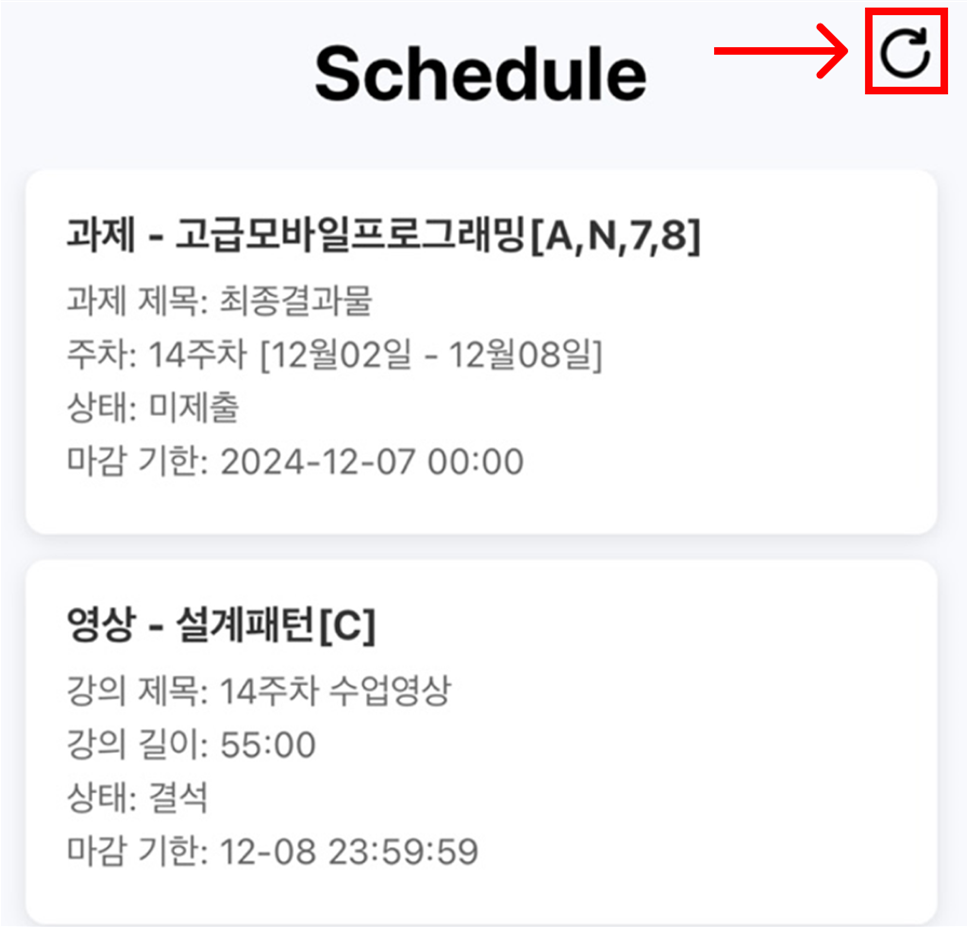 Schedule
과제 - 고급모바일프로그래밍[A,N,7,8]
과제 제목: 최종결과물
주차: 14주차 [12월02일 - 12월08일]
상태: 미제출
마감 기한: 2024-12-07 00:00
영상 - 설계패턴[C]
강의 제목: 14주차 수업영상
강의 길이: 55:00
상태: 결석
마감 기한: 12-08 23:59:59